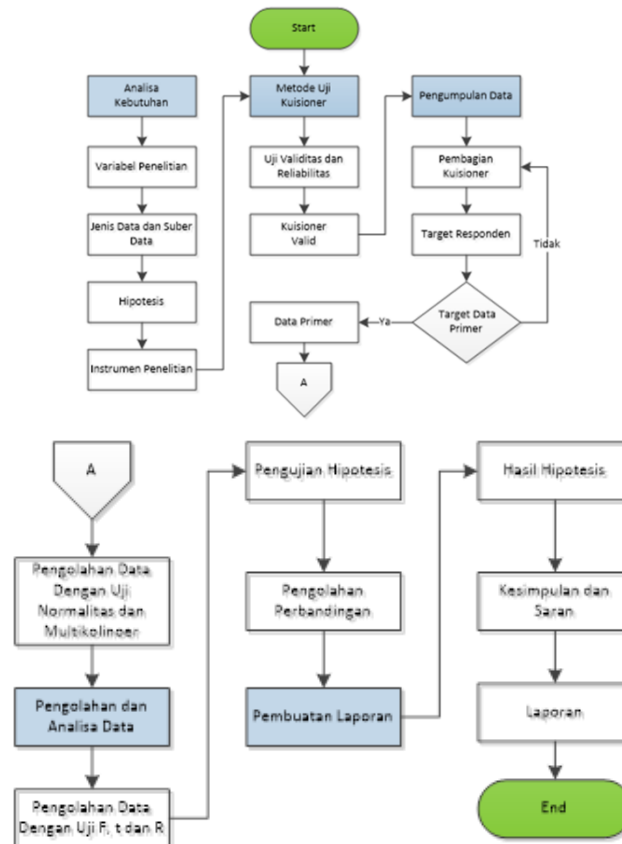 Start
Analisa
Kebutuhan
Variabel Penelitian
Jenis Data dan Suber
Data
Hipotesis
Instrumen Penelitian
Metode Uji
Kuisioner
Uji Validitas dan
Reliabilitas
Kuisioner
Valid
Pengumpulan Data
Pembagian
Kuisioner
Target Responden
Tidak
Target Data
Primer
Ya
Data Primer
A
A
Pengolahan Data
Dengan Uji
Normalitas dan
Multikolinoer
Pengolahan dan
Analisa Data
Pengolahan Data
Dengan Uji F, t dan R
Pengujian Hipotesis
Pengolahan
Perbandingan
Pembuatan Laporan
Hasil Hipotesis
Kesimpulan dan
Saran
Laporan
End